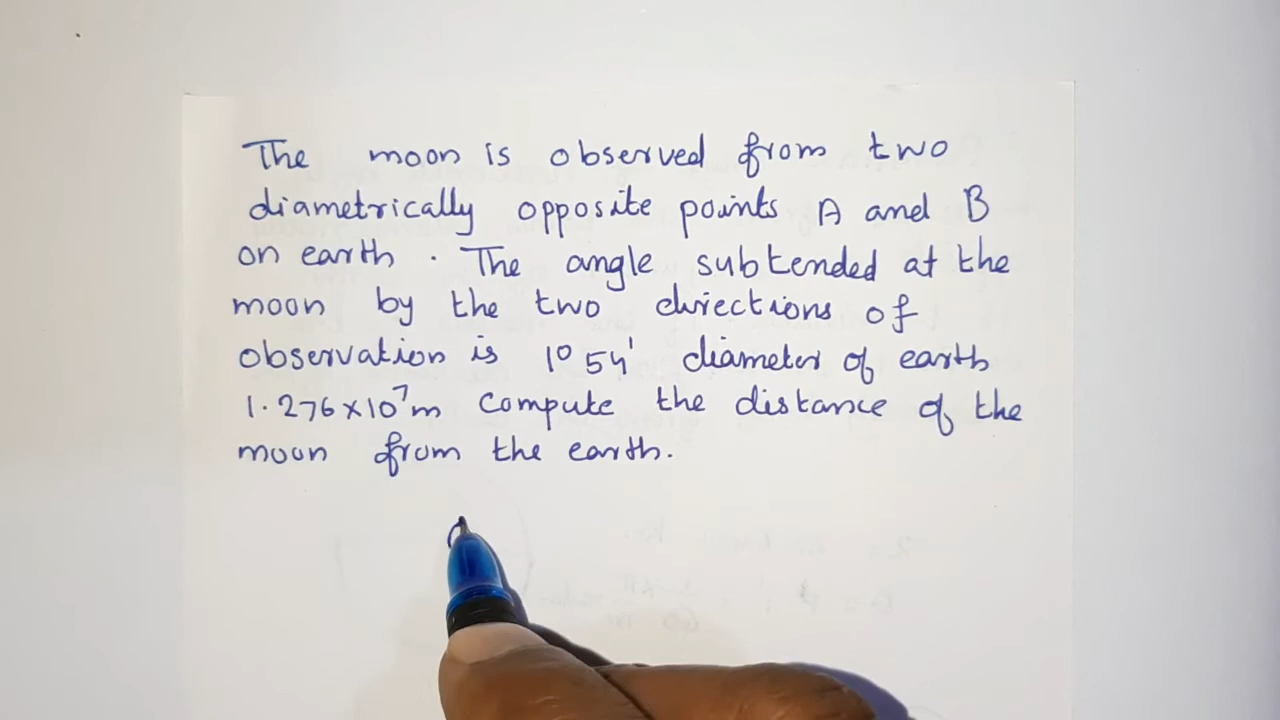 The moon is observed from two
diametrically opposite points A and B
on earth. The angle subtended at the
moon by the two directions of
observation is 1° 54' diameter of earth
1.276×10⁷m compute the distance of the
moon from the earth.